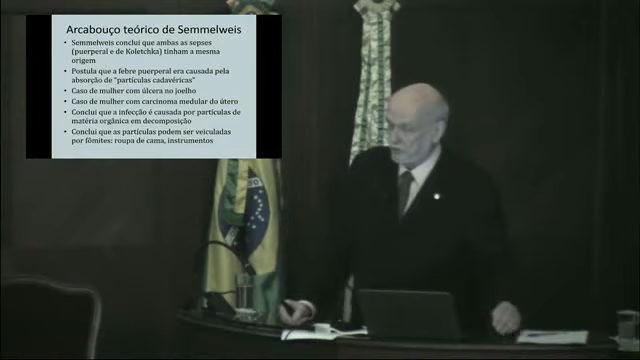 Arcabouço teórico de Semmelweis
• Semmelweis conclui que ambas as sepses
(puerperal e de Koletchka) tinham a mesma
origem
• Postula que a febre puerperal era causada pela
absorção de "partículas cadavéricas"
• Caso de mulher com úlcera no joelho
• Caso de mulher com carcinoma medular do útero
• Conclui que a infecção é causada por partículas de
matéria orgânica em decomposição
• Conclui que as partículas podem ser veiculadas
por fômites: roupa de cama, instrumentos